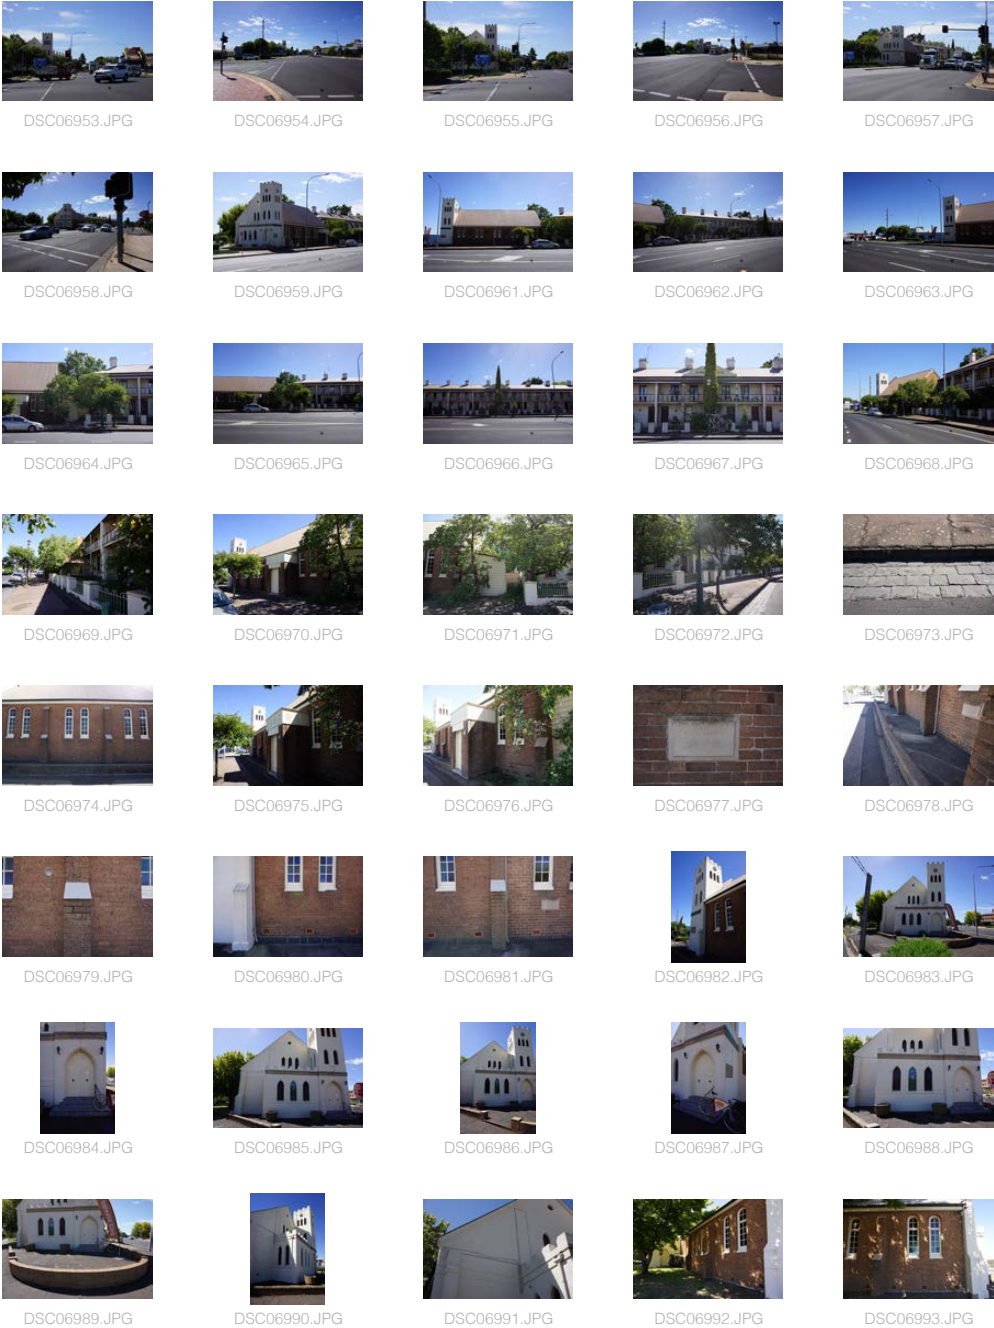 DSC06953.JPG DSC06954.JPG DSC06955.JPG DSC06956.JPG DSC06957.JPG
DSC06958.JPG DSC06959.JPG DSC06961.JPG DSC06962.JPG DSC06963.JPG
DSC06964.JPG DSC06965.JPG DSC06966.JPG DSC06967.JPG DSC06968.JPG
DSC06969.JPG DSC06970.JPG DSC06971.JPG DSC06972.JPG DSC06973.JPG
DSC06974.JPG DSC06975.JPG DSC06976.JPG DSC06977.JPG DSC06978.JPG
DSC06979.JPG DSC06980.JPG DSC06981.JPG DSC06982.JPG DSC06983.JPG
DSC06984.JPG DSC06985.JPG DSC06986.JPG DSC06987.JPG DSC06988.JPG
DSC06989.JPG DSC06990.JPG DSC06991.JPG DSC06992.JPG DSC06993.JPG